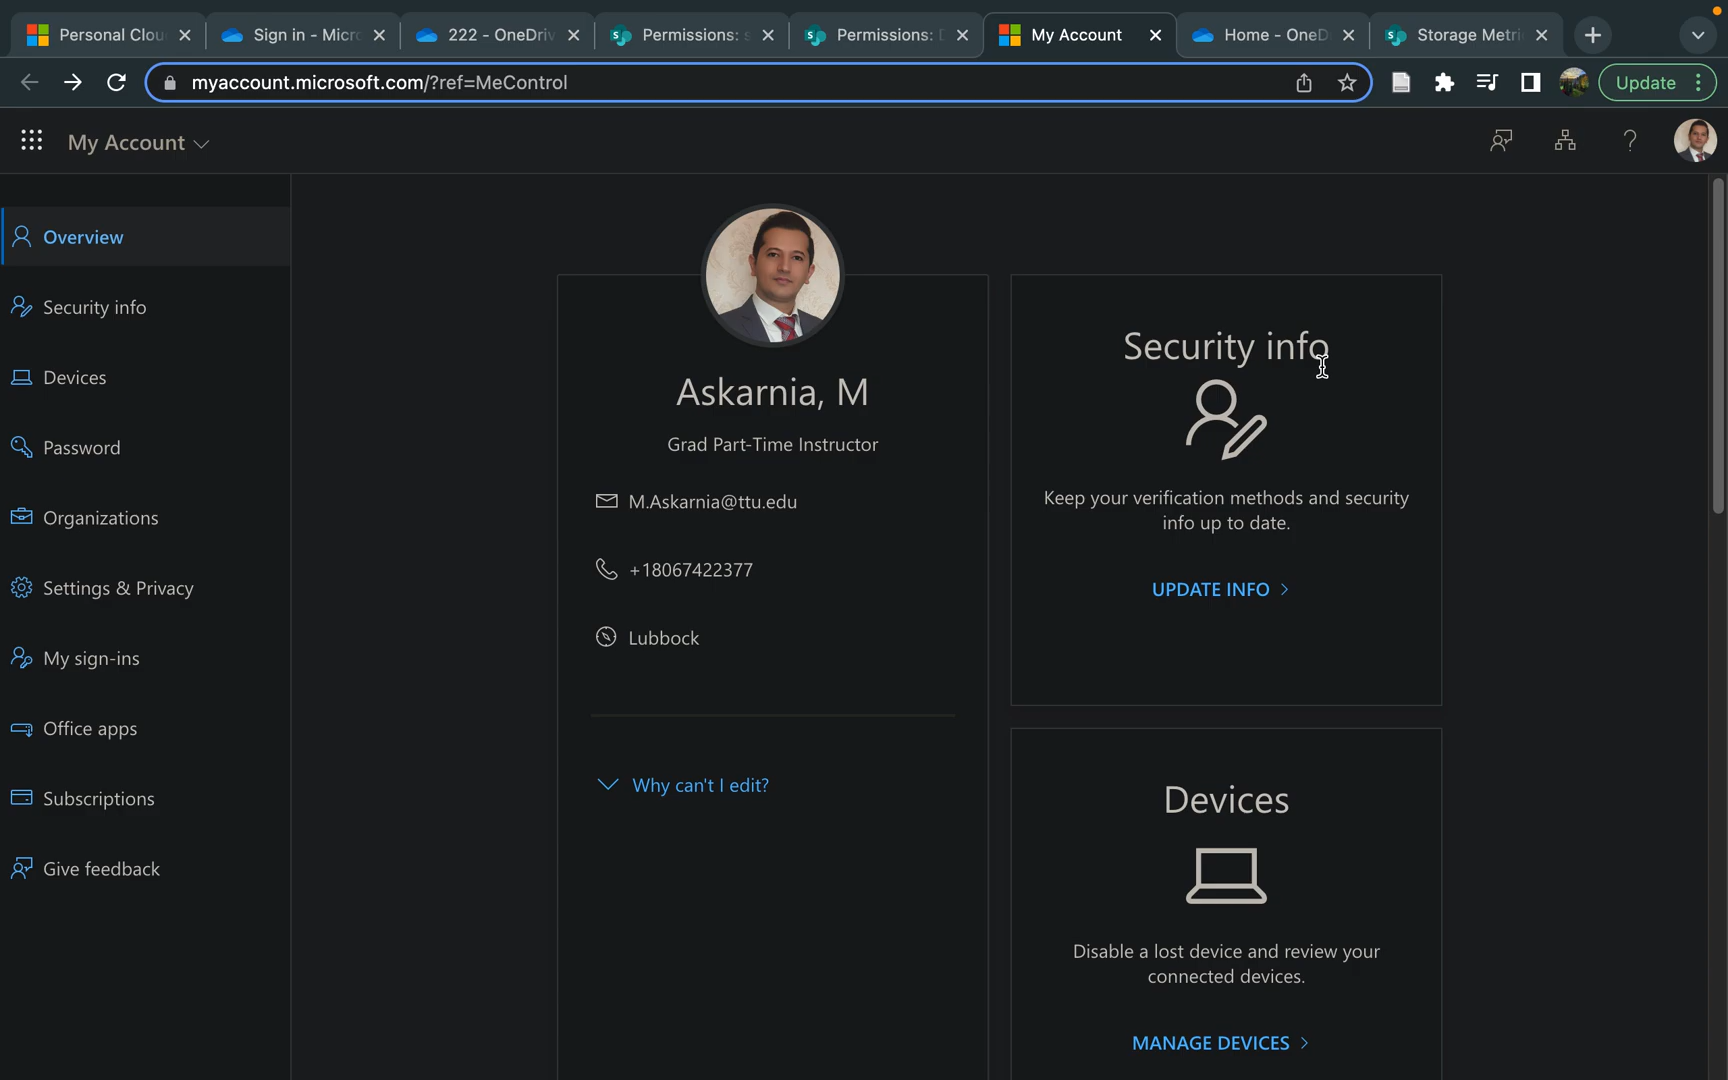 Personal Clou
Sign in - Micr
222 - OneDriv
Permissions: s
Permissions: D
My Account
Home - OneD
Storage Metri
myaccount.microsoft.com/?ref=MeControl
Update
My Account
Overview
Security info
Devices
Password
Organizations
Settings & Privacy
My sign-ins
Office apps
Subscriptions
Give feedback
Askarnia, M
Grad Part-Time Instructor
M.Askarnia@ttu.edu
+18067422377
Lubbock
Why can't I edit?
Security info
Keep your verification methods and security
info up to date.
UPDATE INFO
Devices
Disable a lost device and review your
connected devices.
MANAGE DEVICES